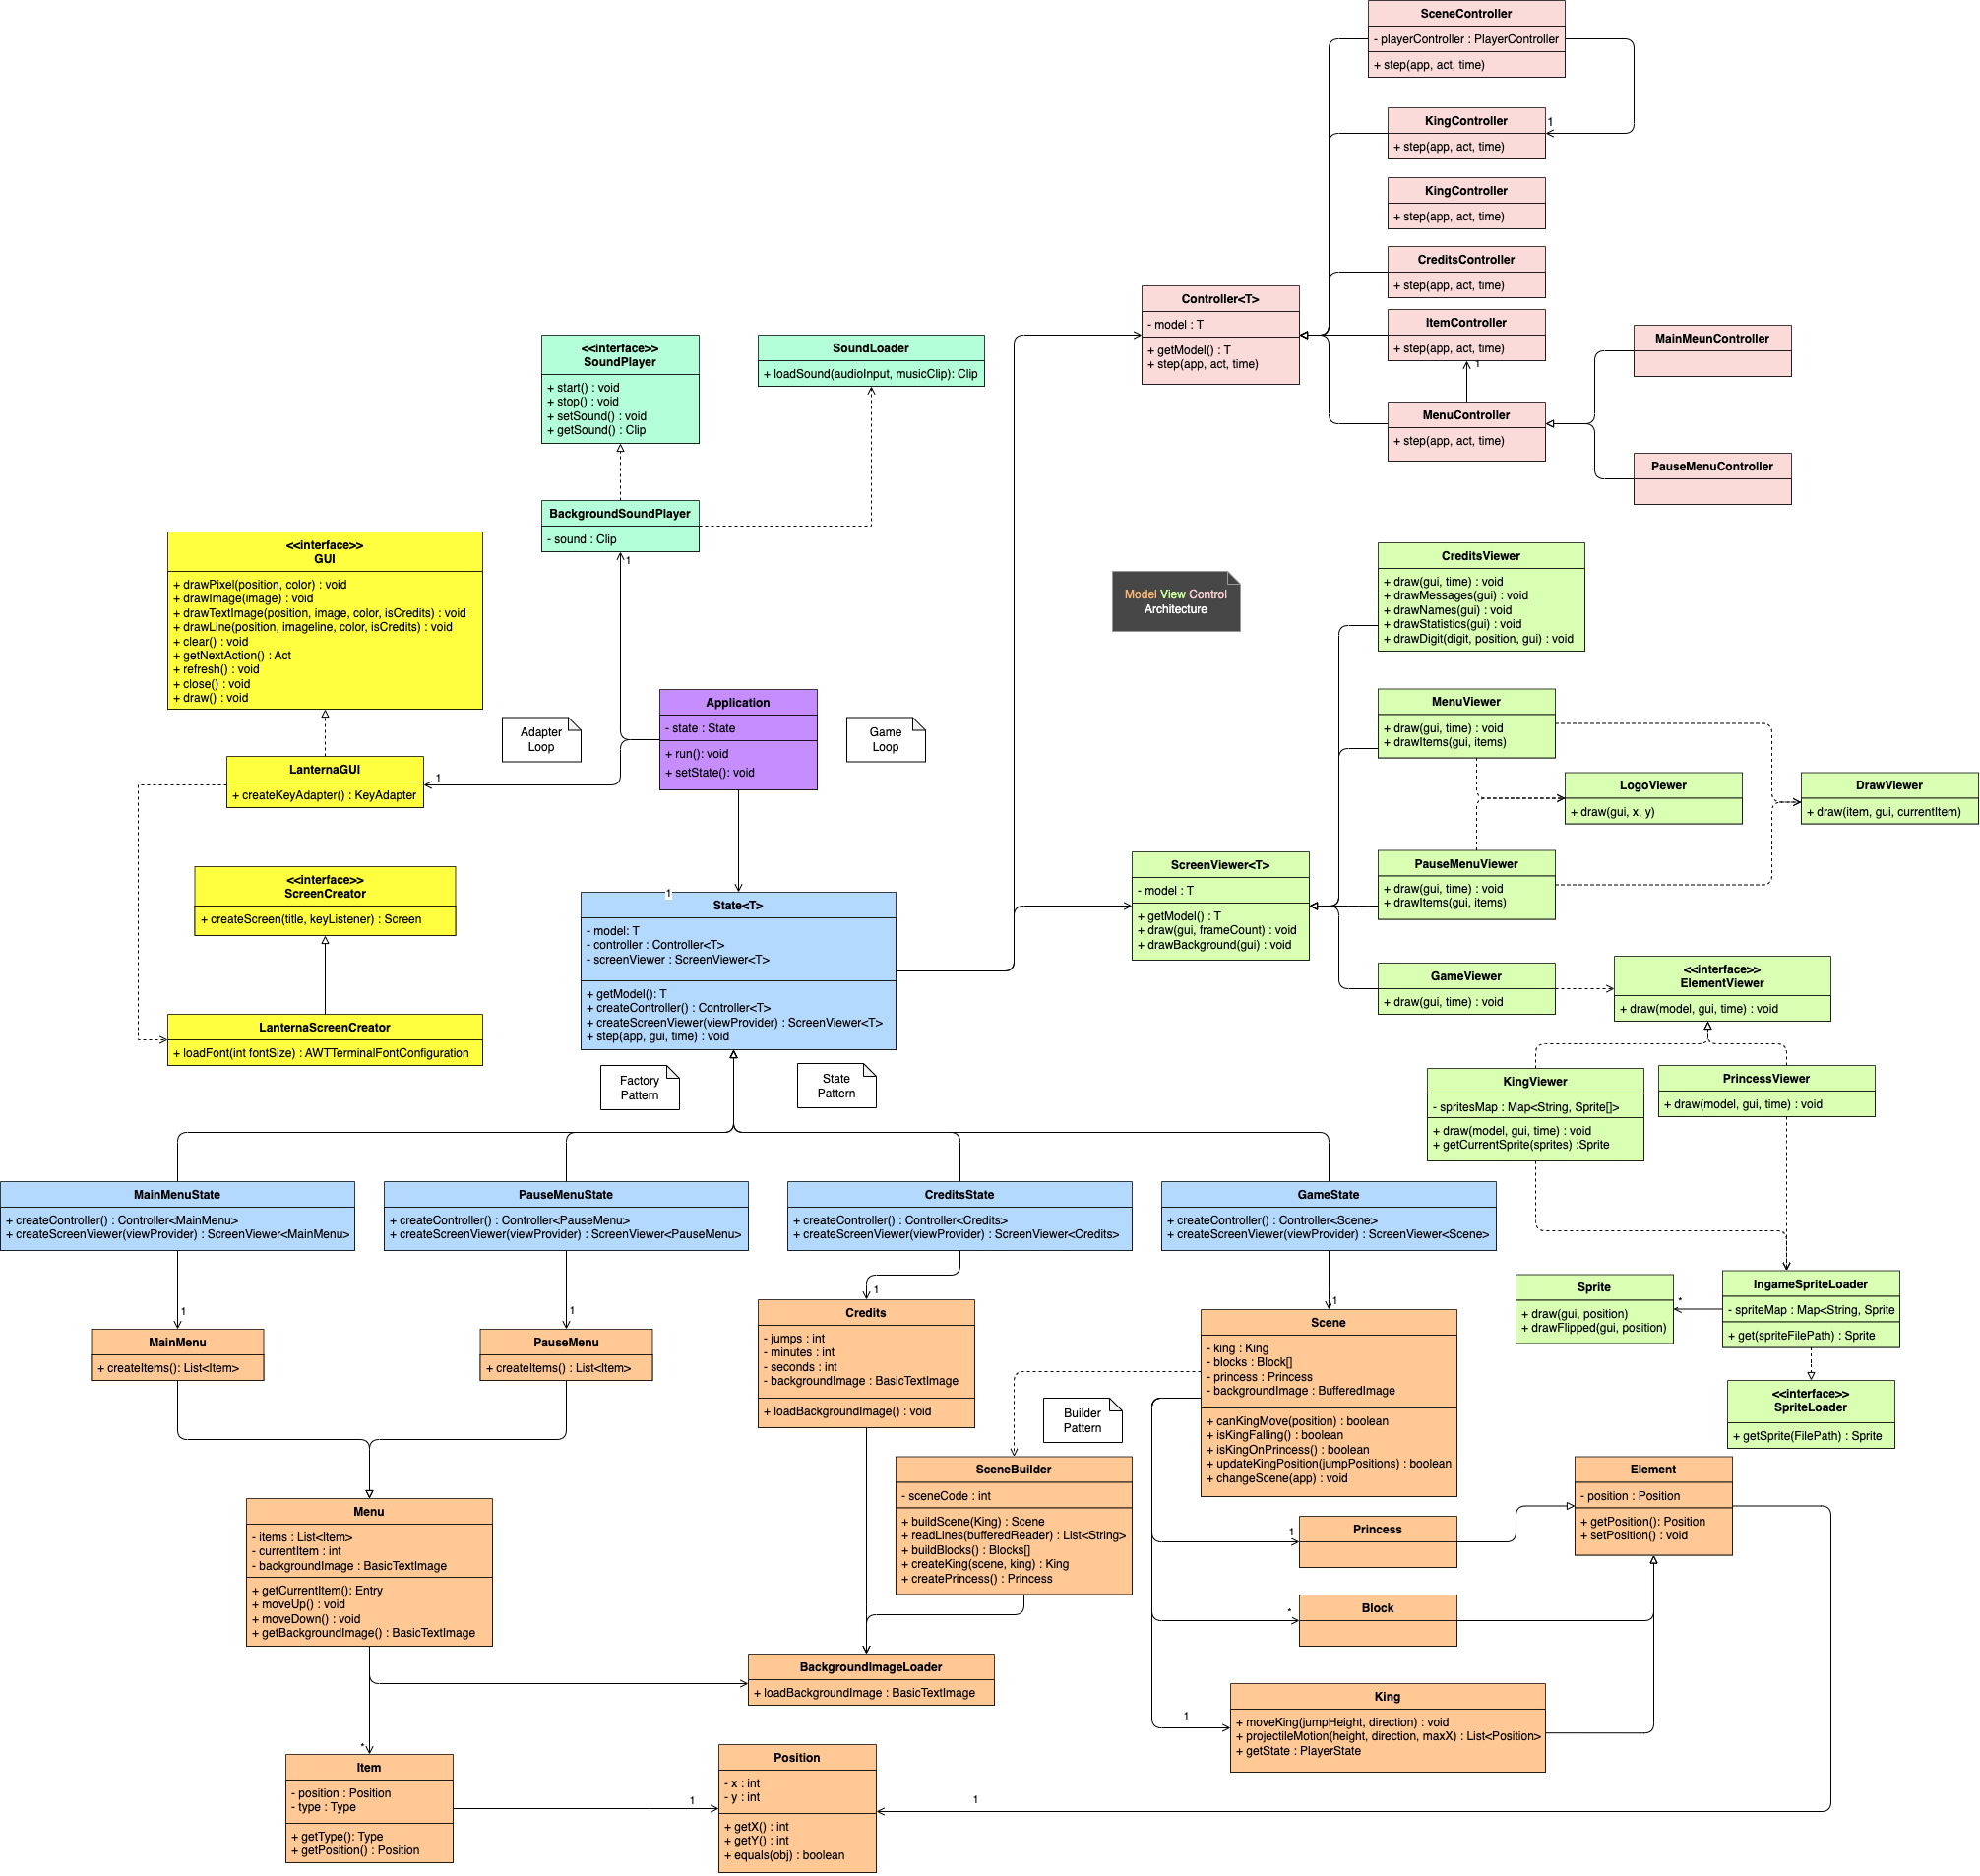 SceneController
- playerController : PlayerController
+ step(app, act, time)
KingController
1
+ step(app, act, time)
KingController
+ step(app, act, time)
CreditsController
+ step(app, act, time)
Controller<T>
- model : T
+ getModel() : T
+ step(app, act, time)
ItemController
+ step(app, act, time)
1
MenuController
+ step(app, act, time)
MainMeunController
PauseMenuController
<<interface>>
SoundPlayer
+ start() : void
+ stop() : void
+ setSound() : void
+ getSound() : Clip
SoundLoader
+ loadSound(audioInput, musicClip): Clip
BackgroundSoundPlayer
- sound : Clip
1
<<interface>>
GUI
+ drawPixel(position, color) : void
+ drawImage(image) : void
+ drawTextImage(position, image, color, isCredits) : void
+ drawLine(position, imageline, color, isCredits) : void
+ clear() : void
+ getNextAction() : Act
+ refresh() : void
+ close() : void
+ draw() : void
Model View Control
Architecture
CreditsViewer
+ draw(gui, time) : void
+ drawMessages(gui) : void
+ drawNames(gui) : void
+ drawStatistics(gui) : void
+ drawDigit(digit, position, gui) : void
Adapter
Loop
Application
- state : State
+ run(): void
+ setState(): void
Game
Loop
MenuViewer
+ draw(gui, time) : void
+ drawItems(gui, items)
LanternaGUI
+ createKeyAdapter() : KeyAdapter
1
LogoViewer
+ draw(gui, x, y)
DrawViewer
+ draw(item, gui, currentItem)
<<interface>>
ScreenCreator
+ createScreen(title, keyListener) : Screen
ScreenViewer<T>
- model : T
+ getModel() : T
+ draw(gui, frameCount) : void
+ drawBackground(gui) : void
PauseMenuViewer
+ draw(gui, time) : void
+ drawItems(gui, items)
1
State<T>
- model: T
- controller : Controller<T>
- screenViewer : ScreenViewer<T>
+ getModel(): T
+ createController() : Controller<T>
+ createScreenViewer(viewProvider) : ScreenViewer<T>
+ step(app, gui, time) : void
GameViewer
+ draw(gui, time) : void
<<interface>>
ElementViewer
+ draw(model, gui, time) : void
LanternaScreenCreator
+ loadFont(int fontSize) : AWTTerminalFontConfiguration
Factory
Pattern
State
Pattern
KingViewer
- spritesMap : Map<String, Sprite[]>
+ draw(model, gui, time) : void
+ getCurrentSprite(sprites) :Sprite
PrincessViewer
+ draw(model, gui, time) : void
MainMenuState
+ createController() : Controller<MainMenu>
+ createScreenViewer(viewProvider) : ScreenViewer<MainMenu>
PauseMenuState
+ createController() : Controller<PauseMenu>
+ createScreenViewer(viewProvider) : ScreenViewer<PauseMenu>
CreditsState
+ createController() : Controller<Credits>
+ createScreenViewer(viewProvider) : ScreenViewer<Credits>
GameState
+ createController() : Controller<Scene>
+ createScreenViewer(viewProvider) : ScreenViewer<Scene>
1
1
1
1
MainMenu
+ createItems(): List<Item>
PauseMenu
+ createItems() : List<Item>
Credits
- jumps : int
- minutes : int
- seconds : int
- backgroundImage : BasicTextImage
+ loadBackgroundImage() : void
Scene
- king : King
- blocks : Block[]
- princess : Princess
- backgroundImage : BufferedImage
+ canKingMove(position) : boolean
+ isKingFalling() : boolean
+ isKingOnPrincess() : boolean
+ updateKingPosition(jumpPositions) : boolean
+ changeScene(app) : void
Sprite
+ draw(gui, position)
+ drawFlipped(gui, position)
*
IngameSpriteLoader
- spriteMap : Map<String, Sprite
+ get(spriteFilePath) : Sprite
<<interface>>
SpriteLoader
+ getSprite(FilePath) : Sprite
Builder
Pattern
SceneBuilder
- sceneCode : int
+ buildScene(King) : Scene
+ readLines(bufferedReader) : List<String>
+ buildBlocks() : Blocks[]
+ createKing(scene, king) : King
+ createPrincess() : Princess
Element
- position : Position
+ getPosition(): Position
+ setPosition() : void
Menu
- items : List<Item>
- currentItem : int
- backgroundImage : BasicTextImage
+ getCurrentItem(): Entry
+ moveUp() : void
+ moveDown() : void
+ getBackgroundImage() : BasicTextImage
1
Princess
*
Block
BackgroundImageLoader
+ loadBackgroundImage : BasicTextImage
1
King
+ moveKing(jumpHeight, direction) : void
+ projectileMotion(height, direction, maxX) : List<Position>
+ getState : PlayerState
*
Item
- position : Position
- type : Type
+ getType(): Type
+ getPosition() : Position
1
Position
- x : int
- y : int
+ getX() : int
+ getY() : int
+ equals(obj) : boolean
1